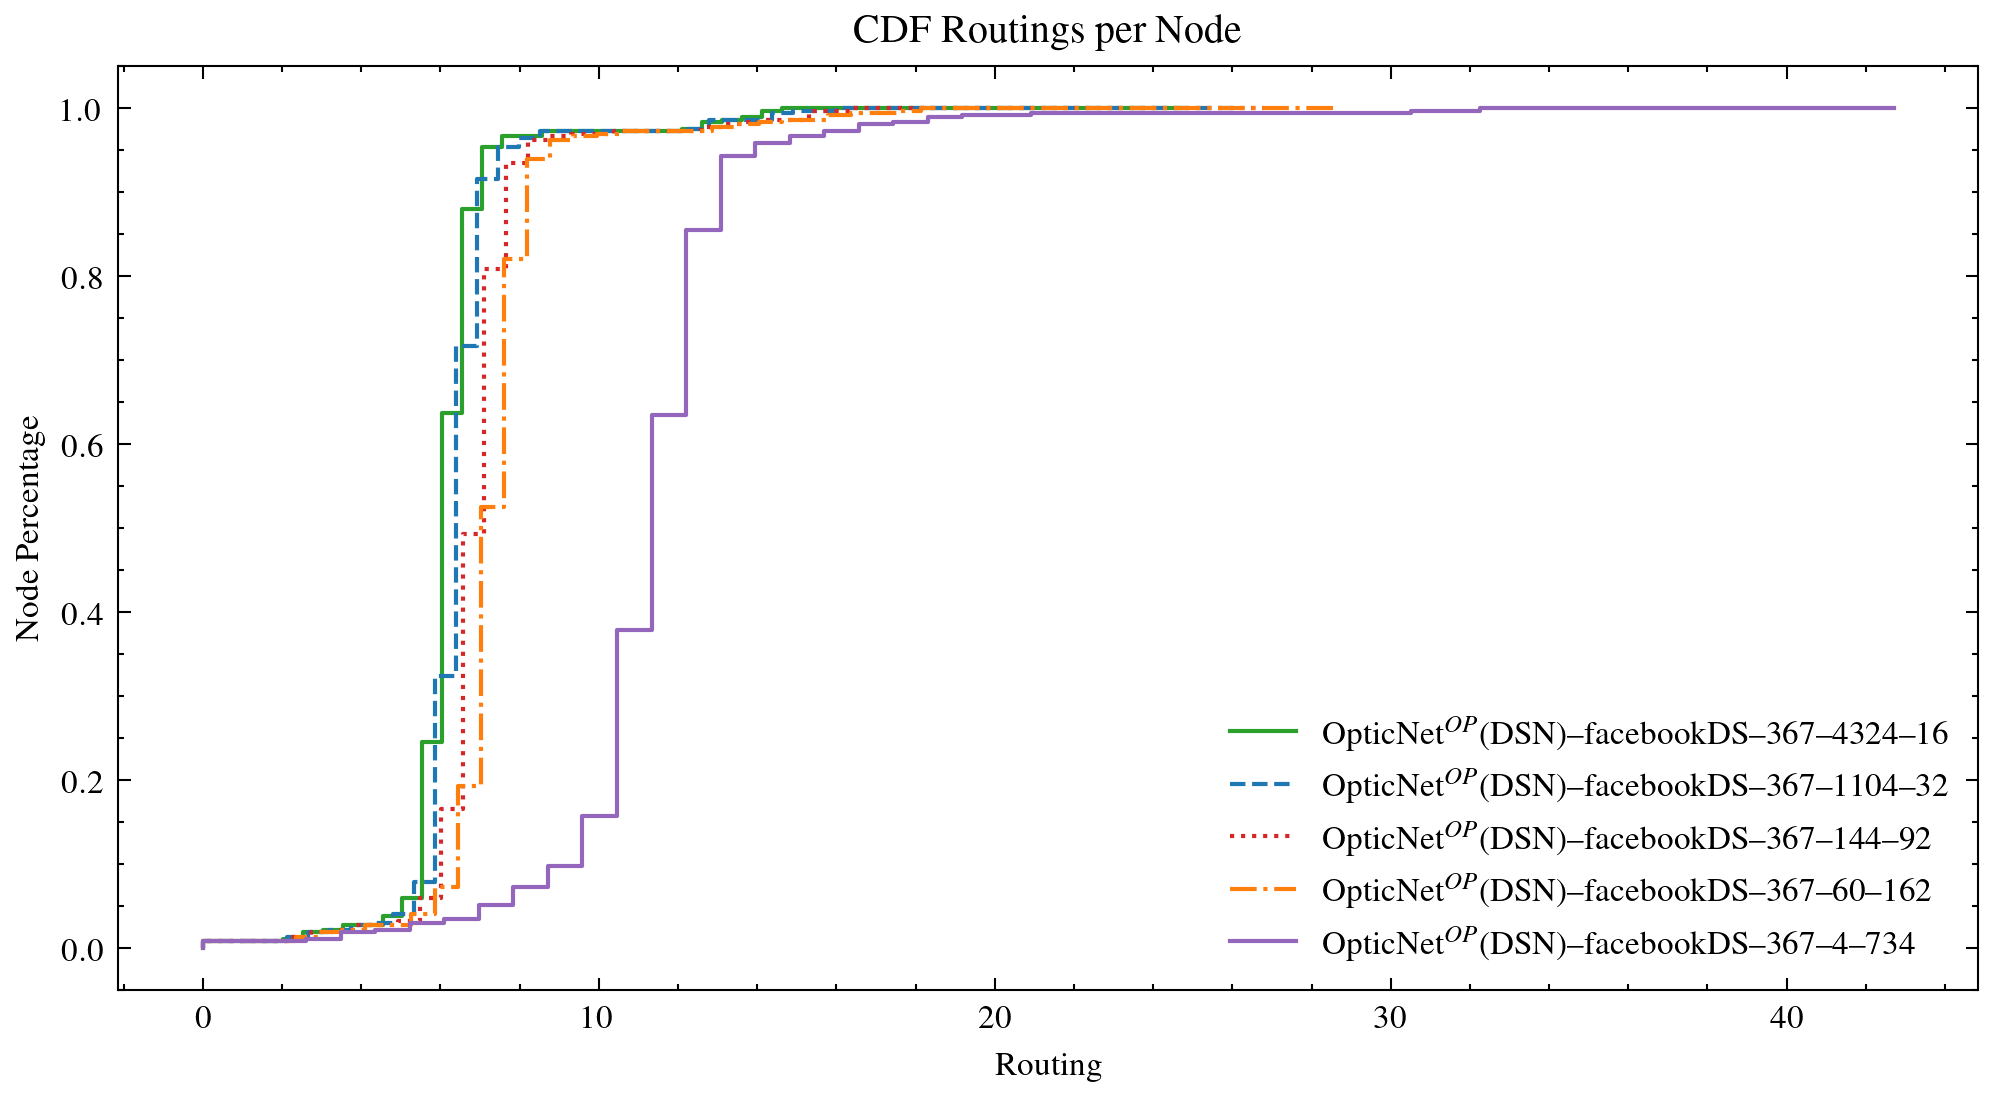 CDF Routings per Node
1.0
0.8
0.6
0.4
0.2
0.0
Node Percentage
0
10
20
30
40
Routing
OpticNet^OP(DSN)–facebookDS–367–4324–16
OpticNet^OP(DSN)–facebookDS–367–1104–32
OpticNet^OP(DSN)–facebookDS–367–144–92
OpticNet^OP(DSN)–facebookDS–367–60–162
OpticNet^OP(DSN)–facebookDS–367–4–734